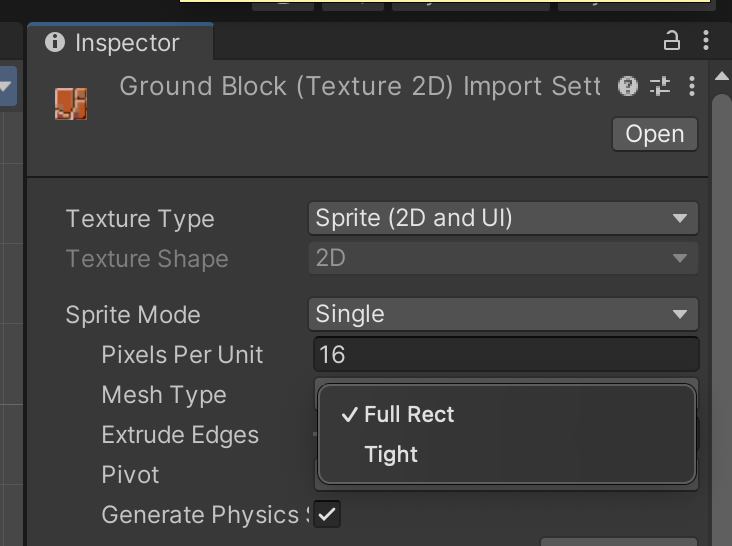 Inspector
Ground Block (Texture 2D) Import Sett
Open
Texture Type Sprite (2D and UI)
Texture Shape 2D
Sprite Mode Single
Pixels Per Unit 16
Mesh Type
Full Rect
Extrude Edges
Tight
Pivot
Generate Physics